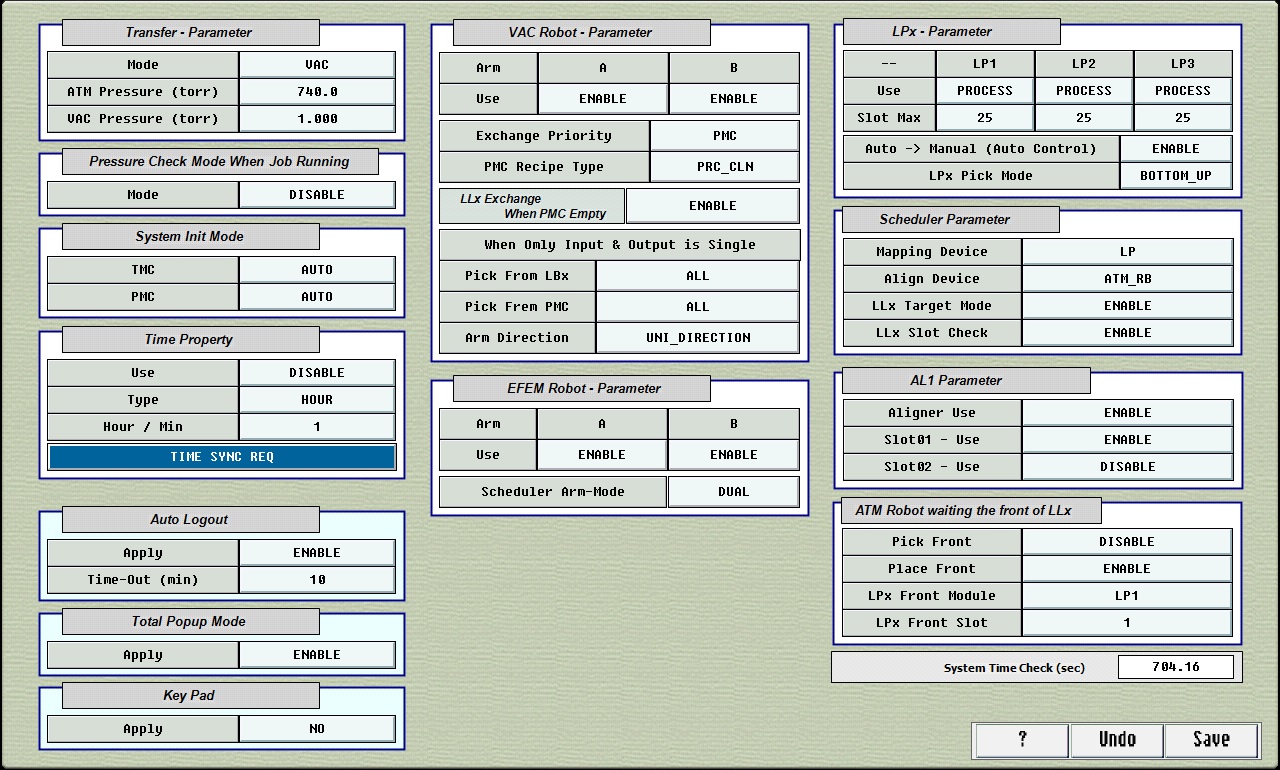 Transfer - Parameter
Mode VAC
ATM Pressure (torr) 740.0
VAC Pressure (torr) 1.000
Pressure Check Mode When Job Running
Mode DISABLE
System Init Mode
TMC AUTO
PMC AUTO
Time Property
Use DISABLE
Type HOUR
Hour / Min 1
TIME SYNC REQ
Auto Logout
Apply ENABLE
Time-Out (min) 10
Total Popup Mode
Apply ENABLE
Key Pad
Apply NO
VAC Robot - Parameter
Arm A B
Use ENABLE ENABLE
Exchange Priority PMC
PMC Recipe Type PRC_CLN
LLx Exchange
When PMC Empty ENABLE
When Omly Input & Output is Single
Pick From LBx ALL
Pick Frem PMC ALL
Arm Direction UNI_DIRECTION
EFEM Robot - Parameter
Arm A B
Use ENABLE ENABLE
Scheduler Arm-Mode DUAL
LPx - Parameter
-- LP1 LP2 LP3
Use PROCESS PROCESS PROCESS
Slot Max 25 25 25
Auto -> Manual (Auto Control) ENABLE
LPx Pick Mode BOTTOM_UP
Scheduler Parameter
Mapping Device LP
Align Device ATM_RB
LLx Target Mode ENABLE
LLx Slot Check ENABLE
AL1 Parameter
Aligner Use ENABLE
Slot01 - Use ENABLE
Slot02 - Use DISABLE
ATM Robot waiting the front of LLx
Pick Front DISABLE
Place Front ENABLE
LPx Front Module LP1
LPx Front Slot 1
System Time Check (sec) 704.16
? Undo Save